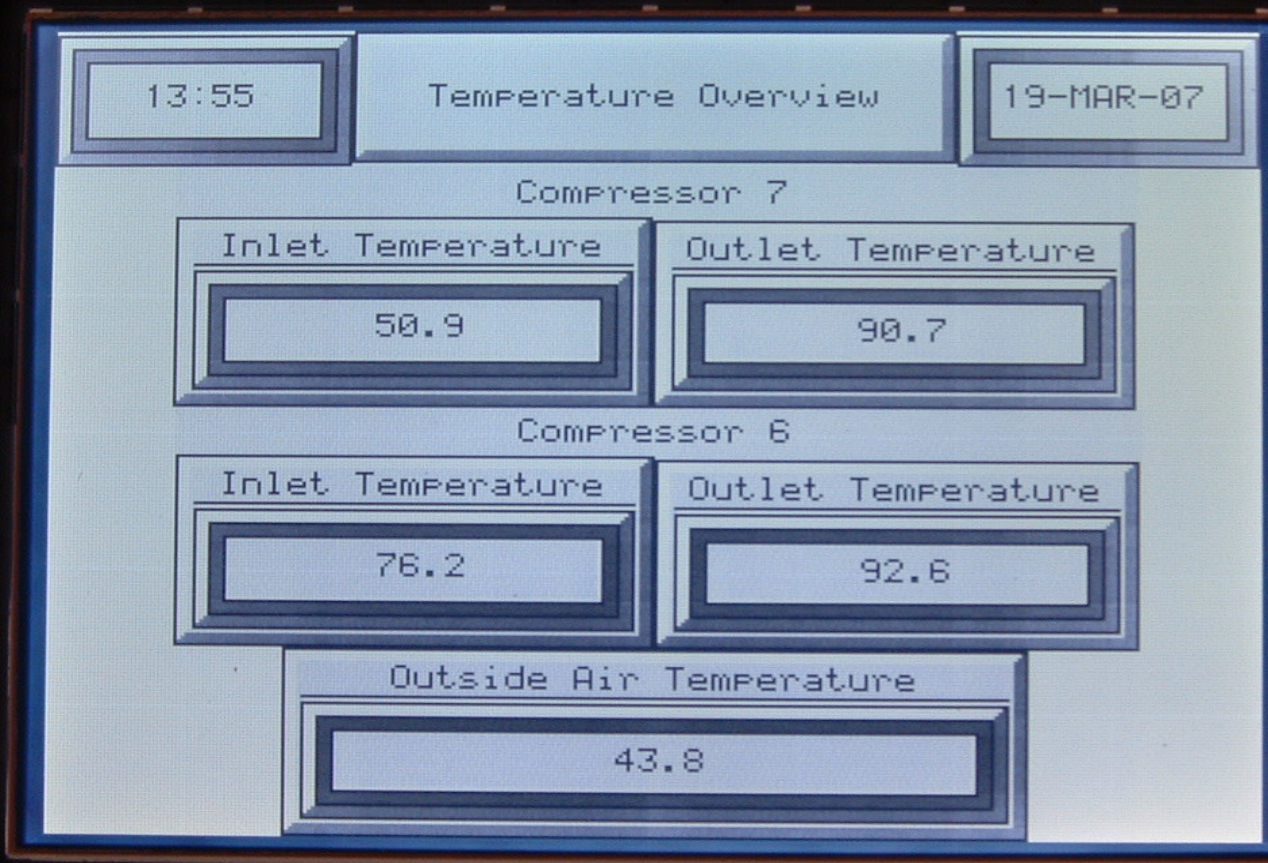 13:55 Temperature Overview 19-MAR-07
Compressor 7
Inlet Temperature Outlet Temperature
50.9 90.7
Compressor 6
Inlet Temperature Outlet Temperature
76.2 92.6
Outside Air Temperature
43.8